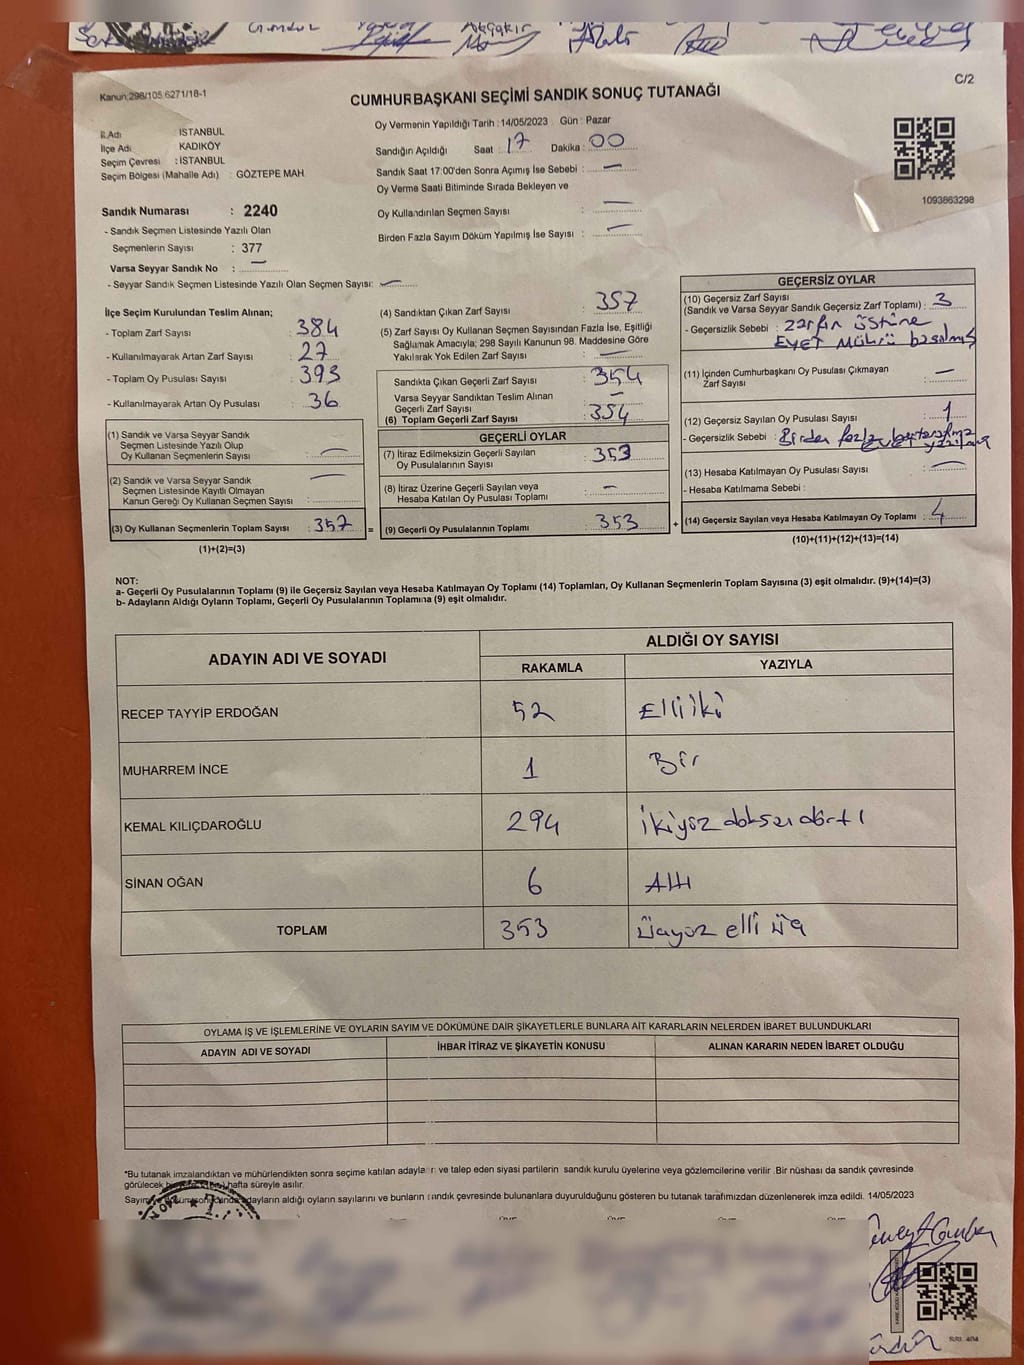 Akçakır
C/2
Kanun:298/105 6271/18-1
CUMHURBAŞKANI SEÇİMİ SANDIK SONUÇ TUTANAĞI
İl Adı : İSTANBUL
İlçe Adı : KADIKÖY
Seçim Çevresi : İSTANBUL
Seçim Bölgesi (Mahalle Adı) : GÖZTEPE MAH.
Sandık Numarası : 2240
- Sandık Seçmen Listesinde Yazılı Olan
Seçmenlerin Sayısı : 377
Varsa Seyyar Sandık No : —
- Seyyar Sandık Seçmen Listesinde Yazılı Olan Seçmen Sayısı: —
Oy Vermenin Yapıldığı Tarih : 14/05/2023 Gün : Pazar
Sandığın Açıldığı Saat : 17 Dakika : 00
Sandık Saat 17:00'den Sonra Açımış İse Sebebi : —
Oy Verme Saati Bitiminde Sırada Bekleyen ve
Oy Kullandırılan Seçmen Sayısı : —
Birden Fazla Sayım Döküm Yapılmış İse Sayısı : —
1093863298
İlçe Seçim Kurulundan Teslim Alınan;
- Toplam Zarf Sayısı : 384
- Kullanılmayarak Artan Zarf Sayısı : 27
- Toplam Oy Pusulası Sayısı : 393
- Kullanılmayarak Artan Oy Pusulası : 36
(1) Sandık ve Varsa Seyyar Sandık
Seçmen Listesinde Yazılı Olup
Oy Kullanan Seçmenlerin Sayısı : —
(2) Sandık ve Varsa Seyyar Sandık
Seçmen Listesinde Kayıtlı Olmayan
Kanun Gereği Oy Kullanan Seçmen Sayısı : —
(3) Oy Kullanan Seçmenlerin Toplam Sayısı : 357 =
(1)+(2)=(3)
(4) Sandıktan Çıkan Zarf Sayısı : 357
(5) Zarf Sayısı Oy Kullanan Seçmen Sayısından Fazla İse, Eşitliği
Sağlamak Amacıyla; 298 Sayılı Kanunun 98. Maddesine Göre
Yakılarak Yok Edilen Zarf Sayısı : —
Sandıkta Çıkan Geçerli Zarf Sayısı : 354
Varsa Seyyar Sandıktan Teslim Alınan
Geçerli Zarf Sayısı : —
(6) Toplam Geçerli Zarf Sayısı : 354
GEÇERLİ OYLAR
(7) İtiraz Edilmeksizin Geçerli Sayılan
Oy Pusulalarının Sayısı : 353
(8) İtiraz Üzerine Geçerli Sayılan veya
Hesaba Katılan Oy Pusulası Toplamı : —
(9) Geçerli Oy Pusulalarının Toplamı : 353 +
GEÇERSİZ OYLAR
(10) Geçersiz Zarf Sayısı
(Sandık ve Varsa Seyyar Sandık Geçersiz Zarf Toplamı) : 3
- Geçersizlik Sebebi : zarfın üstüne
EVET Mührü basılmış
(11) İçinden Cumhurbaşkanı Oy Pusulası Çıkmayan
Zarf Sayısı : —
(12) Geçersiz Sayılan Oy Pusulası Sayısı : 1
- Geçersizlik Sebebi : Birden fazla
(13) Hesaba Katılmayan Oy Pusulası Sayısı : —
- Hesaba Katılmama Sebebi :
(14) Geçersiz Sayılan veya Hesaba Katılmayan Oy Toplamı : 4
(10)+(11)+(12)+(13)=(14)
NOT:
a- Geçerli Oy Pusulalarının Toplamı (9) ile Geçersiz Sayılan veya Hesaba Katılmayan Oy Toplamı (14) Toplamları, Oy Kullanan Seçmenlerin Toplam Sayısına (3) eşit olmalıdır. (9)+(14)=(3)
b- Adayların Aldığı Oyların Toplamı, Geçerli Oy Pusulalarının Toplamına (9) eşit olmalıdır.
ADAYIN ADI VE SOYADI
ALDIĞI OY SAYISI
RAKAMLA YAZIYLA
RECEP TAYYİP ERDOĞAN 52 Elliiki
MUHARREM İNCE 1 Bir
KEMAL KILIÇDAROĞLU 294 ikiyüz doksandört
SİNAN OĞAN 6 Altı
TOPLAM 353 üçyüz elli üç
OYLAMA İŞ VE İŞLEMLERİNE VE OYLARIN SAYIM VE DÖKÜMÜNE DAİR ŞİKAYETLERLE BUNLARA AİT KARARLARIN NELERDEN İBARET BULUNDUKLARI
ADAYIN ADI VE SOYADI İHBAR İTİRAZ VE ŞİKAYETİN KONUSU ALINAN KARARIN NEDEN İBARET OLDUĞU
*Bu tutanak imzalandıktan ve mühürlendikten sonra seçime katılan adayla ve talep eden siyasi partilerin sandık kurulu üyelerine veya gözlemcilerine verilir .Bir nüshası da sandık çevresinde
görülecek hafta süreyle asılır.
adayların aldığı oyların sayılarını ve bunların sandık çevresinde bulunanlara duyurulduğunu gösteren bu tutanak tarafımızdan düzenlenerek imza edildi. 14/05/2023